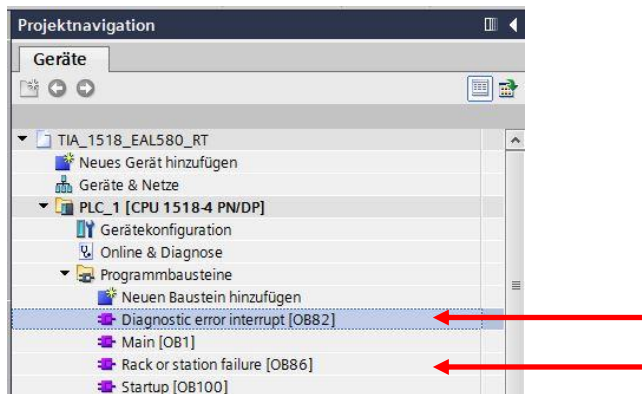 Projektnavigation
Geräte
TIA_1518_EAL580_RT
Neues Gerät hinzufügen
Geräte & Netze
PLC_1 [CPU 1518-4 PN/DP]
Gerätekonfiguration
Online & Diagnose
Programmbausteine
Neuen Baustein hinzufügen
Diagnostic error interrupt [OB82]
Main [OB1]
Rack or station failure [OB86]
Startup [OB100]